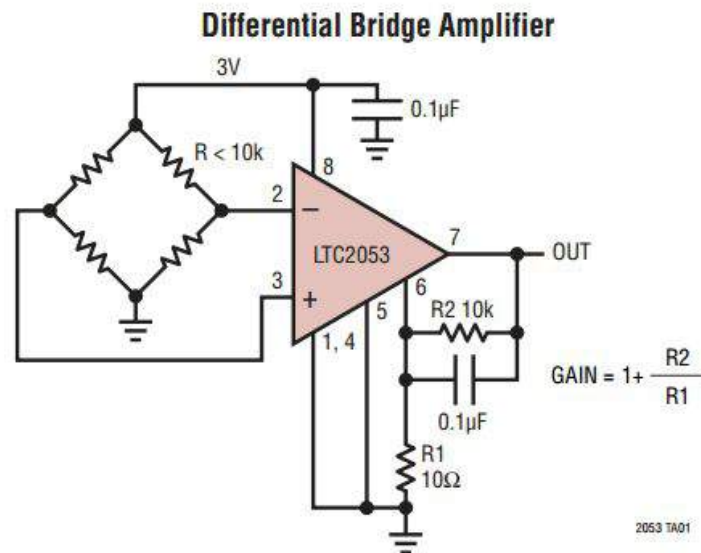 Differential Bridge Amplifier
3V
0.1µF
R < 10k
8
2
–
LTC2053
7
OUT
3
+
6
5
R2 10k
1, 4
GAIN = 1+ R2
R1
0.1µF
R1
10Ω
2053 TA01